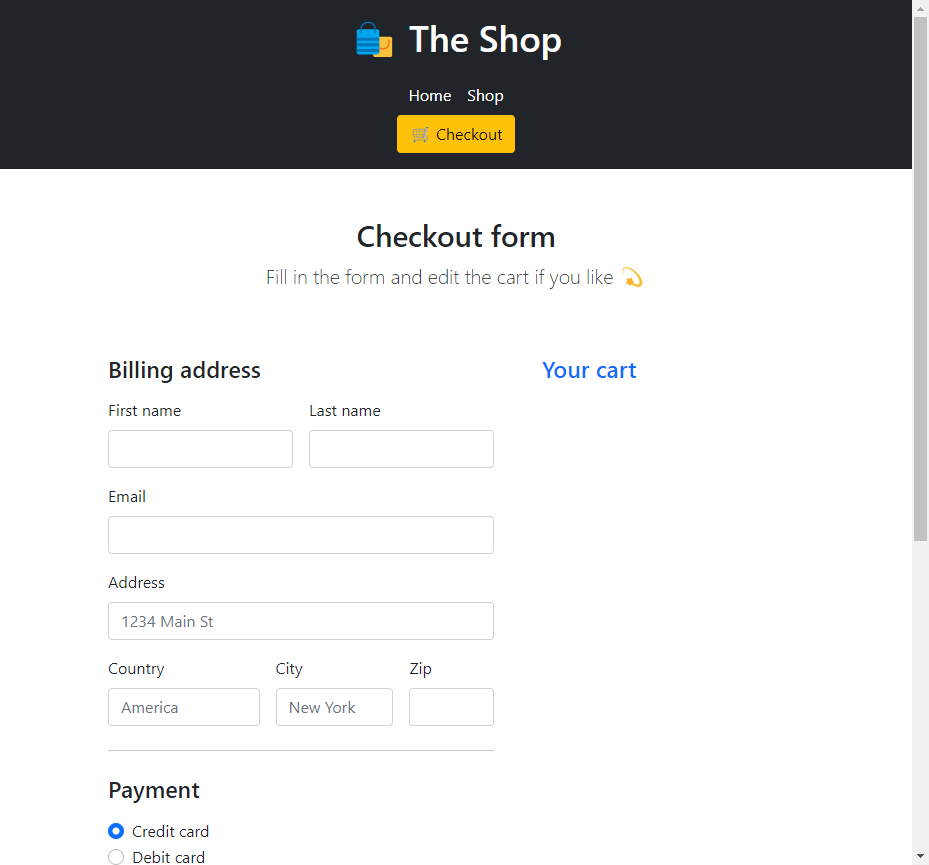 The Shop
Home Shop
Checkout
Checkout form
Fill in the form and edit the cart if you like
Billing address
Your cart
First name Last name
Email
Address
1234 Main St
Country City Zip
America New York
Payment
Credit card
Debit card